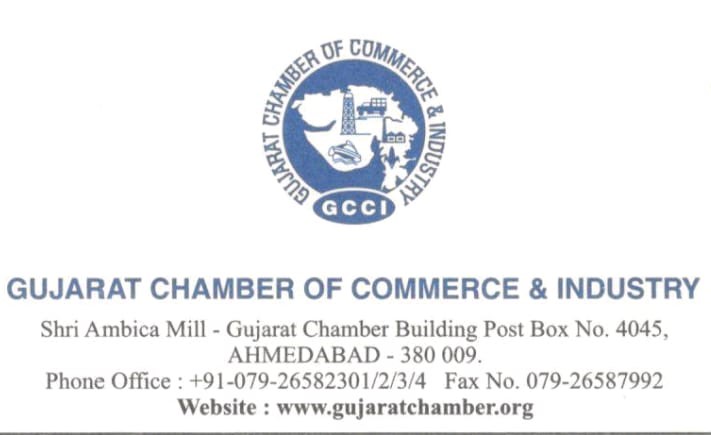 GUJARAT CHAMBER OF COMMERCE & INDUSTRY
GCCI
GUJARAT CHAMBER OF COMMERCE & INDUSTRY
Shri Ambica Mill - Gujarat Chamber Building Post Box No. 4045,
AHMEDABAD - 380 009.
Phone Office : +91-079-26582301/2/3/4 Fax No. 079-26587992
Website : www.gujaratchamber.org